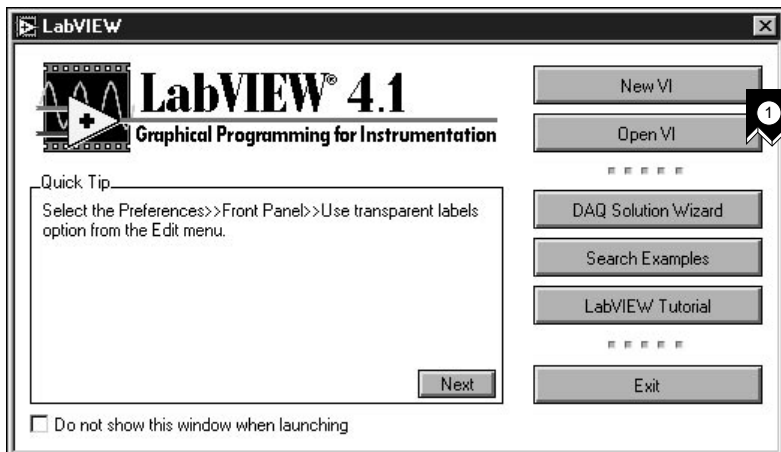 LabVIEW
LabVIEW® 4.1
Graphical Programming for Instrumentation
Quick Tip
Select the Preferences>>Front Panel>>Use transparent labels
option from the Edit menu.
Next
Do not show this window when launching
New VI
1
Open VI
DAQ Solution Wizard
Search Examples
LabVIEW Tutorial
Exit